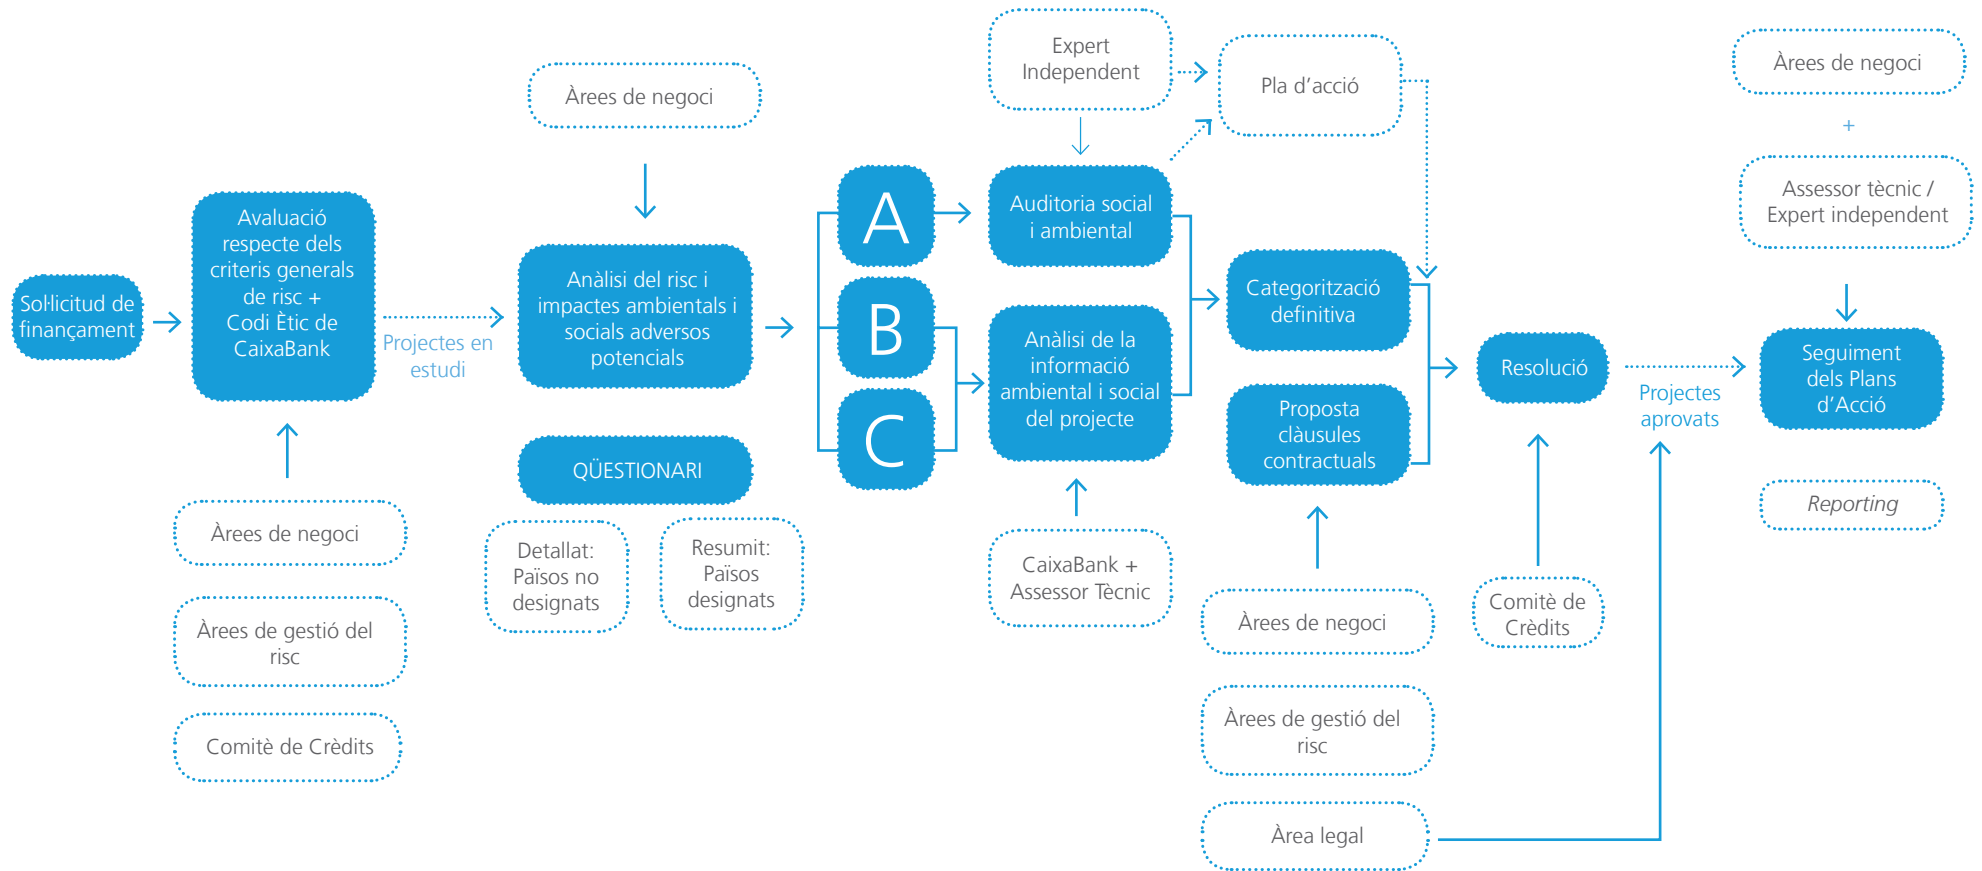 Sol·licitud de
finançament
Avaluació
respecte dels
criteris generals
de risc +
Codi Ètic de
CaixaBank
Àrees de negoci
Àrees de gestió del
risc
Comitè de Crèdits
Projectes en
estudi
Àrees de negoci
Anàlisi del risc i
impactes ambientals i
socials adversos
potencials
QÜESTIONARI
Detallat:
Països no
designats
Resumit:
Països
designats
A
B
C
Expert
Independent
Pla d’acció
Auditoria social
i ambiental
Anàlisi de la
informació
ambiental i social
del projecte
CaixaBank +
Assessor Tècnic
Categorització
definitiva
Proposta
clàusules
contractuals
Àrees de negoci
Àrees de gestió del
risc
Àrea legal
Resolució
Comitè de
Crèdits
Projectes
aprovats
Àrees de negoci
+
Assessor tècnic /
Expert independent
Seguiment
dels Plans
d’Acció
Reporting